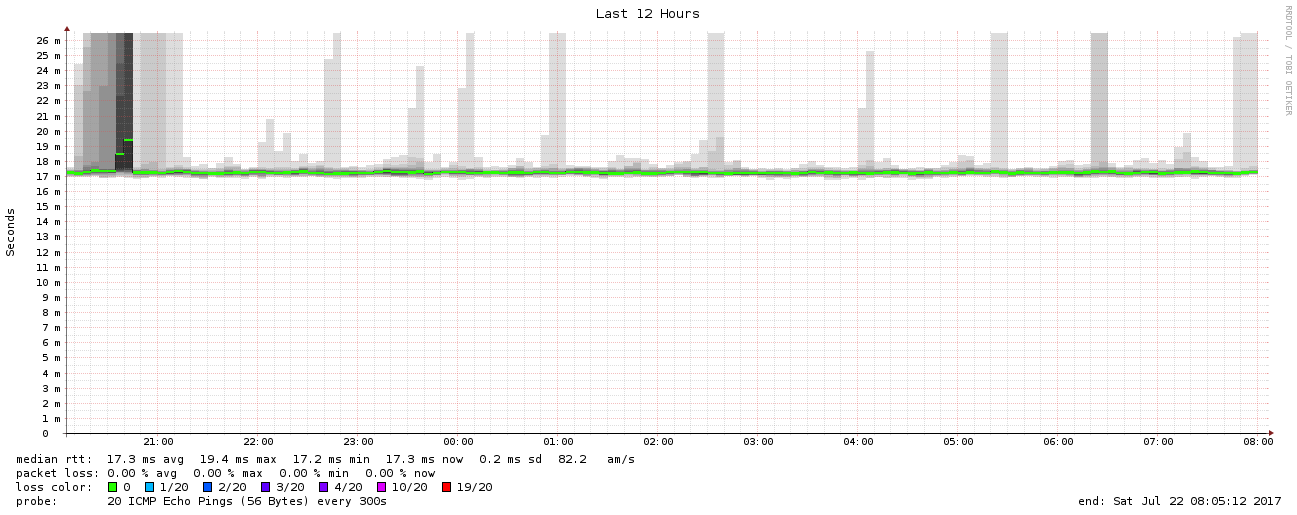 Last 12 Hours
RRDTOOL / TOBI OETIKER
Seconds
26 m
25 m
24 m
23 m
22 m
21 m
20 m
19 m
18 m
17 m
16 m
15 m
14 m
13 m
12 m
11 m
10 m
9 m
8 m
7 m
6 m
5 m
4 m
3 m
2 m
1 m
0
21:00 22:00 23:00 00:00 01:00 02:00 03:00 04:00 05:00 06:00 07:00 08:00
median rtt: 17.3 ms avg 19.4 ms max 17.2 ms min 17.3 ms now 0.2 ms sd 82.2 am/s
packet loss: 0.00 % avg 0.00 % max 0.00 % min 0.00 % now
loss color: 0 1/20 2/20 3/20 4/20 10/20 19/20
probe: 20 ICMP Echo Pings (56 Bytes) every 300s end: Sat Jul 22 08:05:12 2017